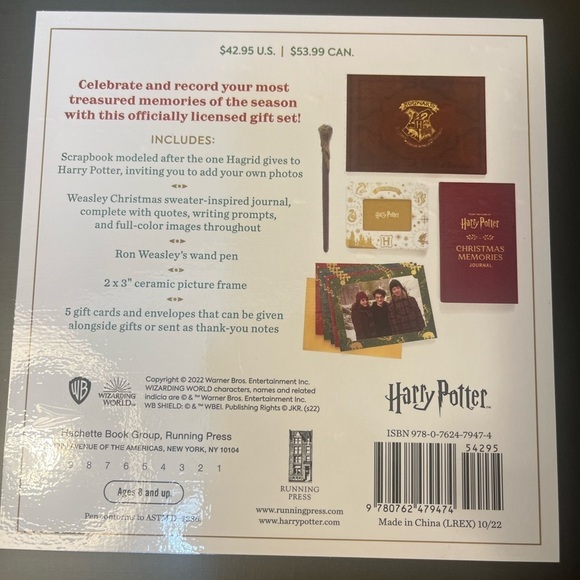 $42.95 U.S. | $53.99 CAN.
Celebrate and record your most
treasured memories of the season
with this officially licensed gift set!
INCLUDES:
Scrapbook modeled after the one Hagrid gives to
Harry Potter, inviting you to add your own photos
Weasley Christmas sweater-inspired journal,
complete with quotes, writing prompts,
and full-color images throughout
Ron Weasley's wand pen
2 x 3" ceramic picture frame
5 gift cards and envelopes that can be given
alongside gifts or sent as thank-you notes
HOGWARTS
Harry Potter
H
Harry Potter
CHRISTMAS
MEMORIES
JOURNAL
WB
WIZARDING
WORLD
Copyright © 2022 Warner Bros. Entertainment Inc.
WIZARDING WORLD characters, names and related
indicia are © & ™ Warner Bros. Entertainment Inc.
WB SHIELD: © & ™ WBEI. Publishing Rights © JKR. (s22)
Harry Potter
Hachette Book Group, Running Press
AVENUE OF THE AMERICAS, NEW YORK, NY 10104
9 8 7 6 5 4 3 2 1
Ages 8 and up.
Pen conforms to ASTM D
RUNNING
PRESS
www.runningpress.com
www.harrypotter.com
ISBN 978-0-7624-7947-4
54295
9 780762 479474
Made in China (LREX) 10/22